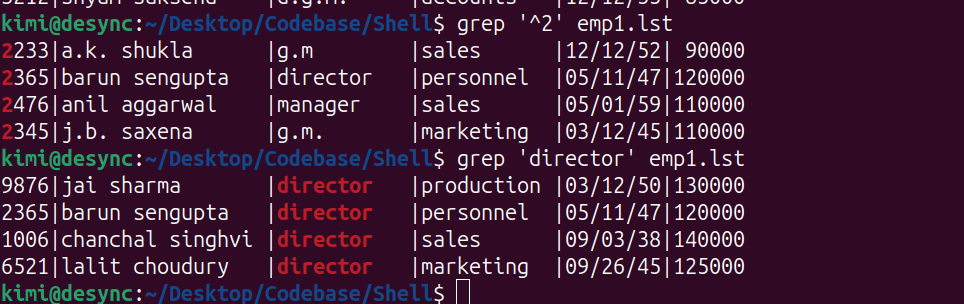 kimi@desync:~/Desktop/Codebase/Shell$ grep '^2' emp1.lst
2233|a.k. shukla     |g.m       |sales     |12/12/52| 90000
2365|barun sengupta  |director  |personnel |05/11/47|120000
2476|anil aggarwal   |manager   |sales     |05/01/59|110000
2345|j.b. saxena     |g.m.      |marketing |03/12/45|110000
kimi@desync:~/Desktop/Codebase/Shell$ grep 'director' emp1.lst
9876|jai sharma      |director  |production|03/12/50|130000
2365|barun sengupta  |director  |personnel |05/11/47|120000
1006|chanchal singhvi|director  |sales     |09/03/38|140000
6521|lalit choudury  |director  |marketing |09/26/45|125000
kimi@desync:~/Desktop/Codebase/Shell$